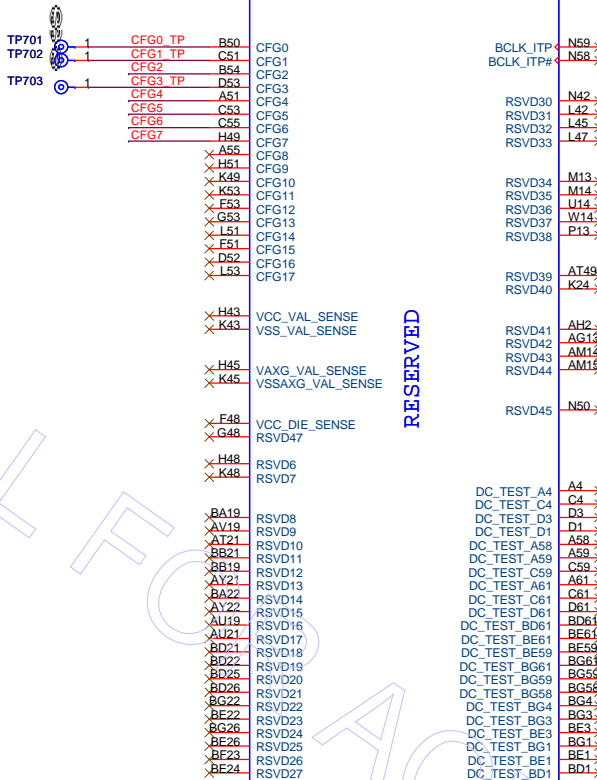 TP701 1 CFG0_TP B50 CFG0
TP702 1 CFG1_TP C51 CFG1
CFG2 B54 CFG2
TP703 1 CFG3_TP D53 CFG3
CFG4 A51 CFG4
CFG5 C53 CFG5
CFG6 C55 CFG6
CFG7 H49 CFG7
A55 CFG8
H51 CFG9
K49 CFG10
K53 CFG11
F53 CFG12
G53 CFG13
L51 CFG14
F51 CFG15
D52 CFG16
L53 CFG17
H43 VCC_VAL_SENSE
K43 VSS_VAL_SENSE
H45 VAXG_VAL_SENSE
K45 VSSAXG_VAL_SENSE
F48 VCC_DIE_SENSE
G48 RSVD47
H48 RSVD6
K48 RSVD7
BA19 RSVD8
AV19 RSVD9
AT21 RSVD10
BB21 RSVD11
BB19 RSVD12
AY21 RSVD13
BA22 RSVD14
AY22 RSVD15
AU19 RSVD16
AU21 RSVD17
BD21 RSVD18
BD22 RSVD19
BD25 RSVD20
BD26 RSVD21
BG22 RSVD22
BE22 RSVD23
BG26 RSVD24
BE26 RSVD25
BF23 RSVD26
BE24 RSVD27
RESERVED
BCLK_ITP N59
BCLK_ITP# N58
RSVD30 N42
RSVD31 L42
RSVD32 L45
RSVD33 L47
RSVD34 M13
RSVD35 M14
RSVD36 U14
RSVD37 W14
RSVD38 P13
RSVD39 AT49
RSVD40 K24
RSVD41 AH2
RSVD42 AG13
RSVD43 AM14
RSVD44 AM15
RSVD45 N50
DC_TEST_A4 A4
DC_TEST_C4 C4
DC_TEST_D3 D3
DC_TEST_D1 D1
DC_TEST_A58 A58
DC_TEST_A59 A59
DC_TEST_C59 C59
DC_TEST_A61 A61
DC_TEST_C61 C61
DC_TEST_D61 D61
DC_TEST_BD61 BD61
DC_TEST_BE61 BE61
DC_TEST_BE59 BE59
DC_TEST_BG61 BG61
DC_TEST_BG59 BG59
DC_TEST_BG58 BG58
DC_TEST_BG4 BG4
DC_TEST_BG3 BG3
DC_TEST_BE3 BE3
DC_TEST_BG1 BG1
DC_TEST_BE1 BE1
DC_TEST_BD1 BD1